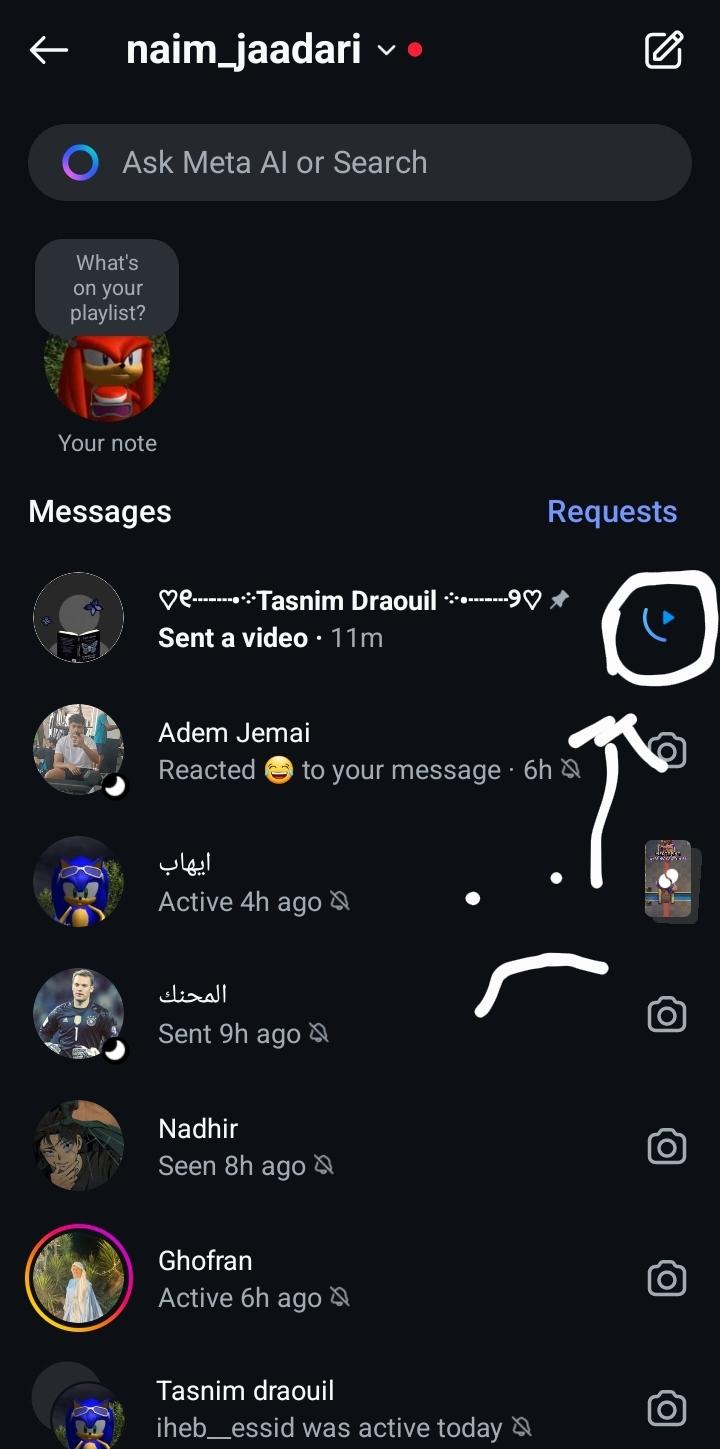 naim_jaadari
Ask Meta AI or Search
What's
on your
playlist?
Your note
Messages
Requests
♡୧┈┈┈•༶Tasnim Draouil ༶•┈┈┈୨♡
Sent a video · 11m
Adem Jemai
Reacted 😂 to your message · 6h
ايهاب
Active 4h ago
المحنك
Sent 9h ago
Nadhir
Seen 8h ago
Ghofran
Active 6h ago
Tasnim draouil
iheb__essid was active today